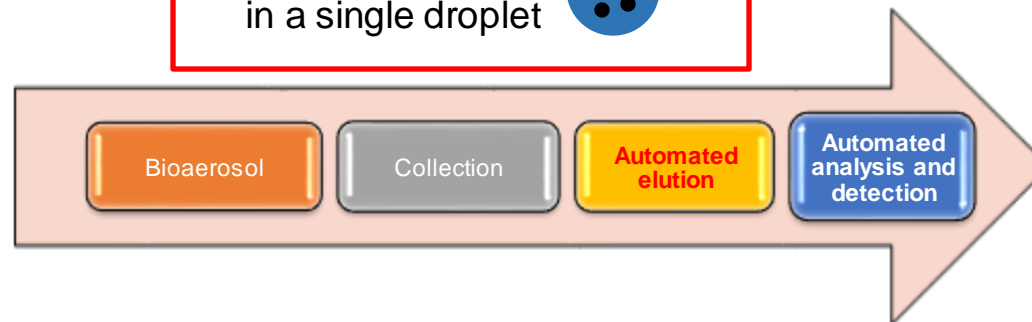 in a single droplet
Bioaerosol
Collection
Automated
elution
Automated
analysis and
detection